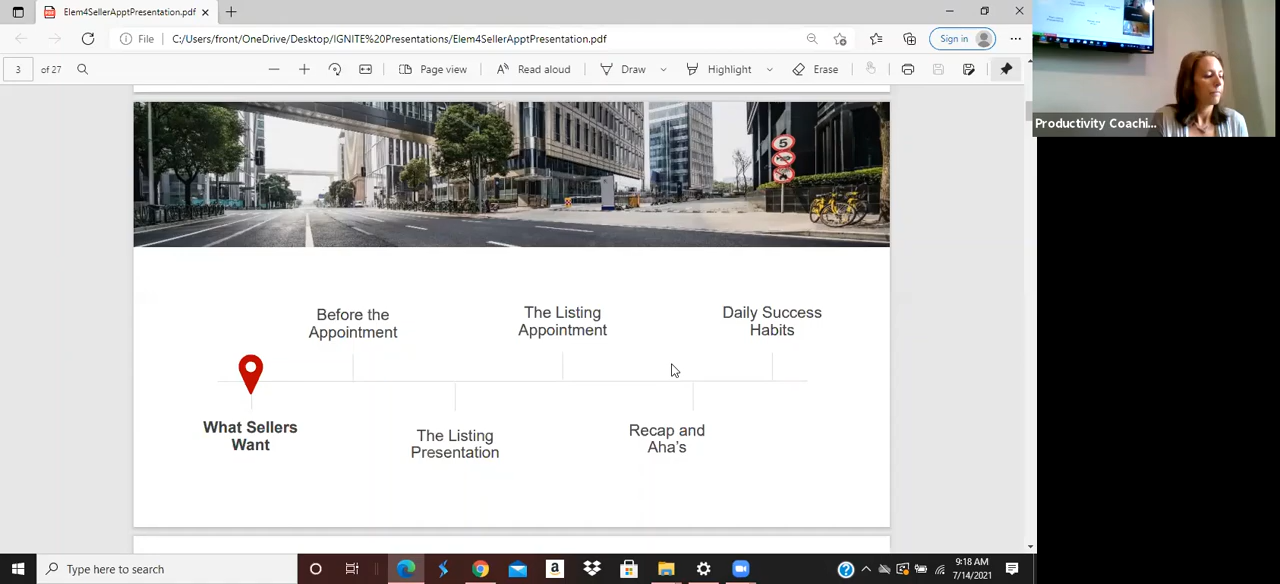 Elem4SellerApptPresentation.pdf
File
C:/Users/front/OneDrive/Desktop/IGNITE%20Presentations/Elem4SellerApptPresentation.pdf
Sign in
3
of 27
Page view
Read aloud
Draw
Highlight
Erase
Productivity Coachi...
5
Before the
Appointment
The Listing
Appointment
Daily Success
Habits
What Sellers
Want
The Listing
Presentation
Recap and
Aha's
Type here to search
9:18 AM
7/14/2021